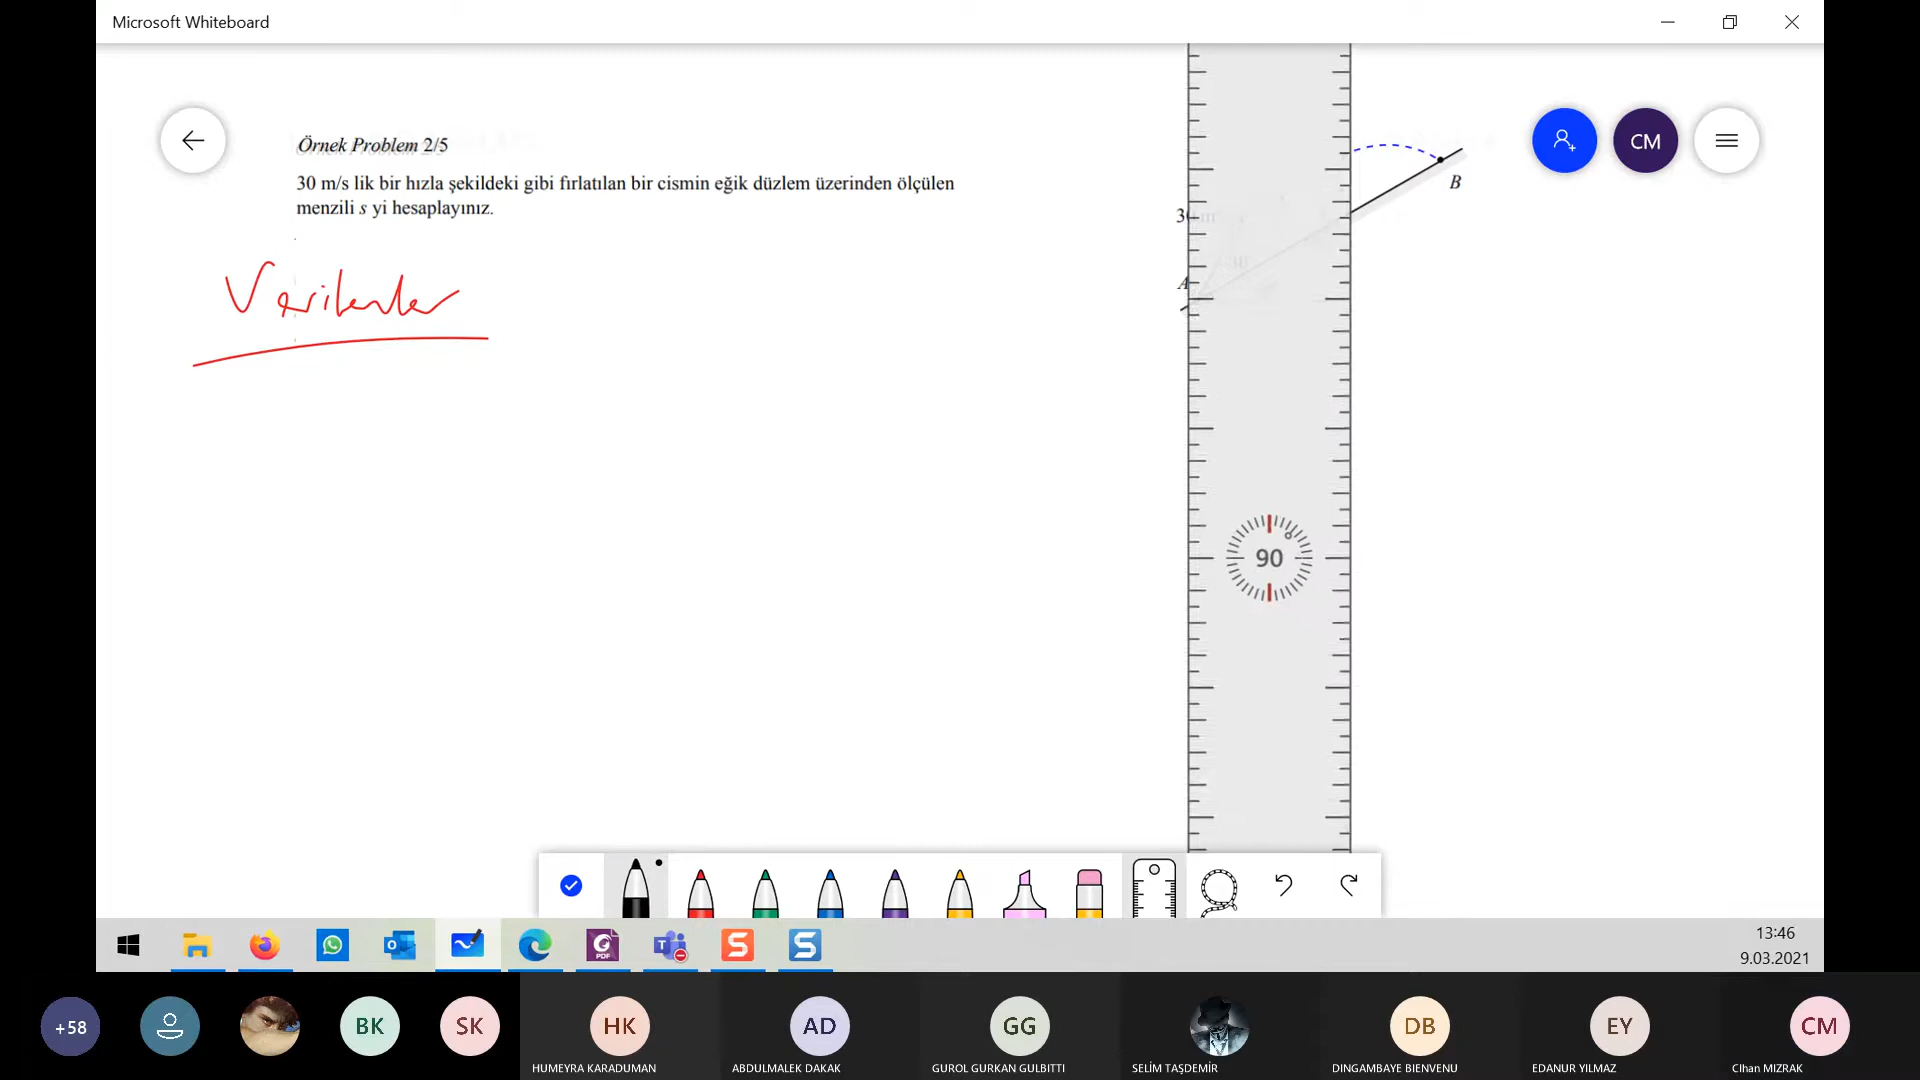 Microsoft Whiteboard
Örnek Problem 2/5
30 m/s lik bir hızla şekildeki gibi fırlatılan bir cismin eğik düzlem üzerinden ölçülen
menzili s yi hesaplayınız.
Verilenler
B
A
90
CM
PDF
13:46
9.03.2021
+58
BK
SK
HK
AD
GG
DB
EY
CM
HUMEYRA KARADUMAN
ABDULMALEK DAKAK
GUROL GURKAN GULBITTI
SELİM TAŞDEMİR
DINGAMBAYE BIENVENU
EDANUR YILMAZ
CIhan MIZRAK